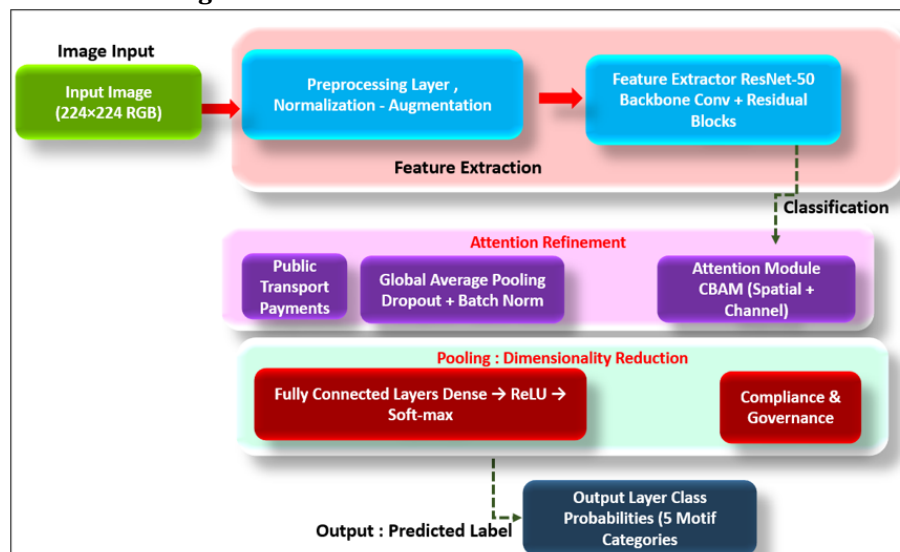 Image Input
Input Image
(224×224 RGB)
Preprocessing Layer ,
Normalization - Augmentation
Feature Extractor ResNet-50
Backbone Conv + Residual
Blocks
Feature Extraction
Classification
Attention Refinement
Public
Transport
Payments
Global Average Pooling
Dropout + Batch Norm
Attention Module
CBAM (Spatial +
Channel)
Pooling : Dimensionality Reduction
Fully Connected Layers Dense → ReLU →
Soft-max
Compliance &
Governance
Output : Predicted Label
Output Layer Class
Probabilities (5 Motif
Categories